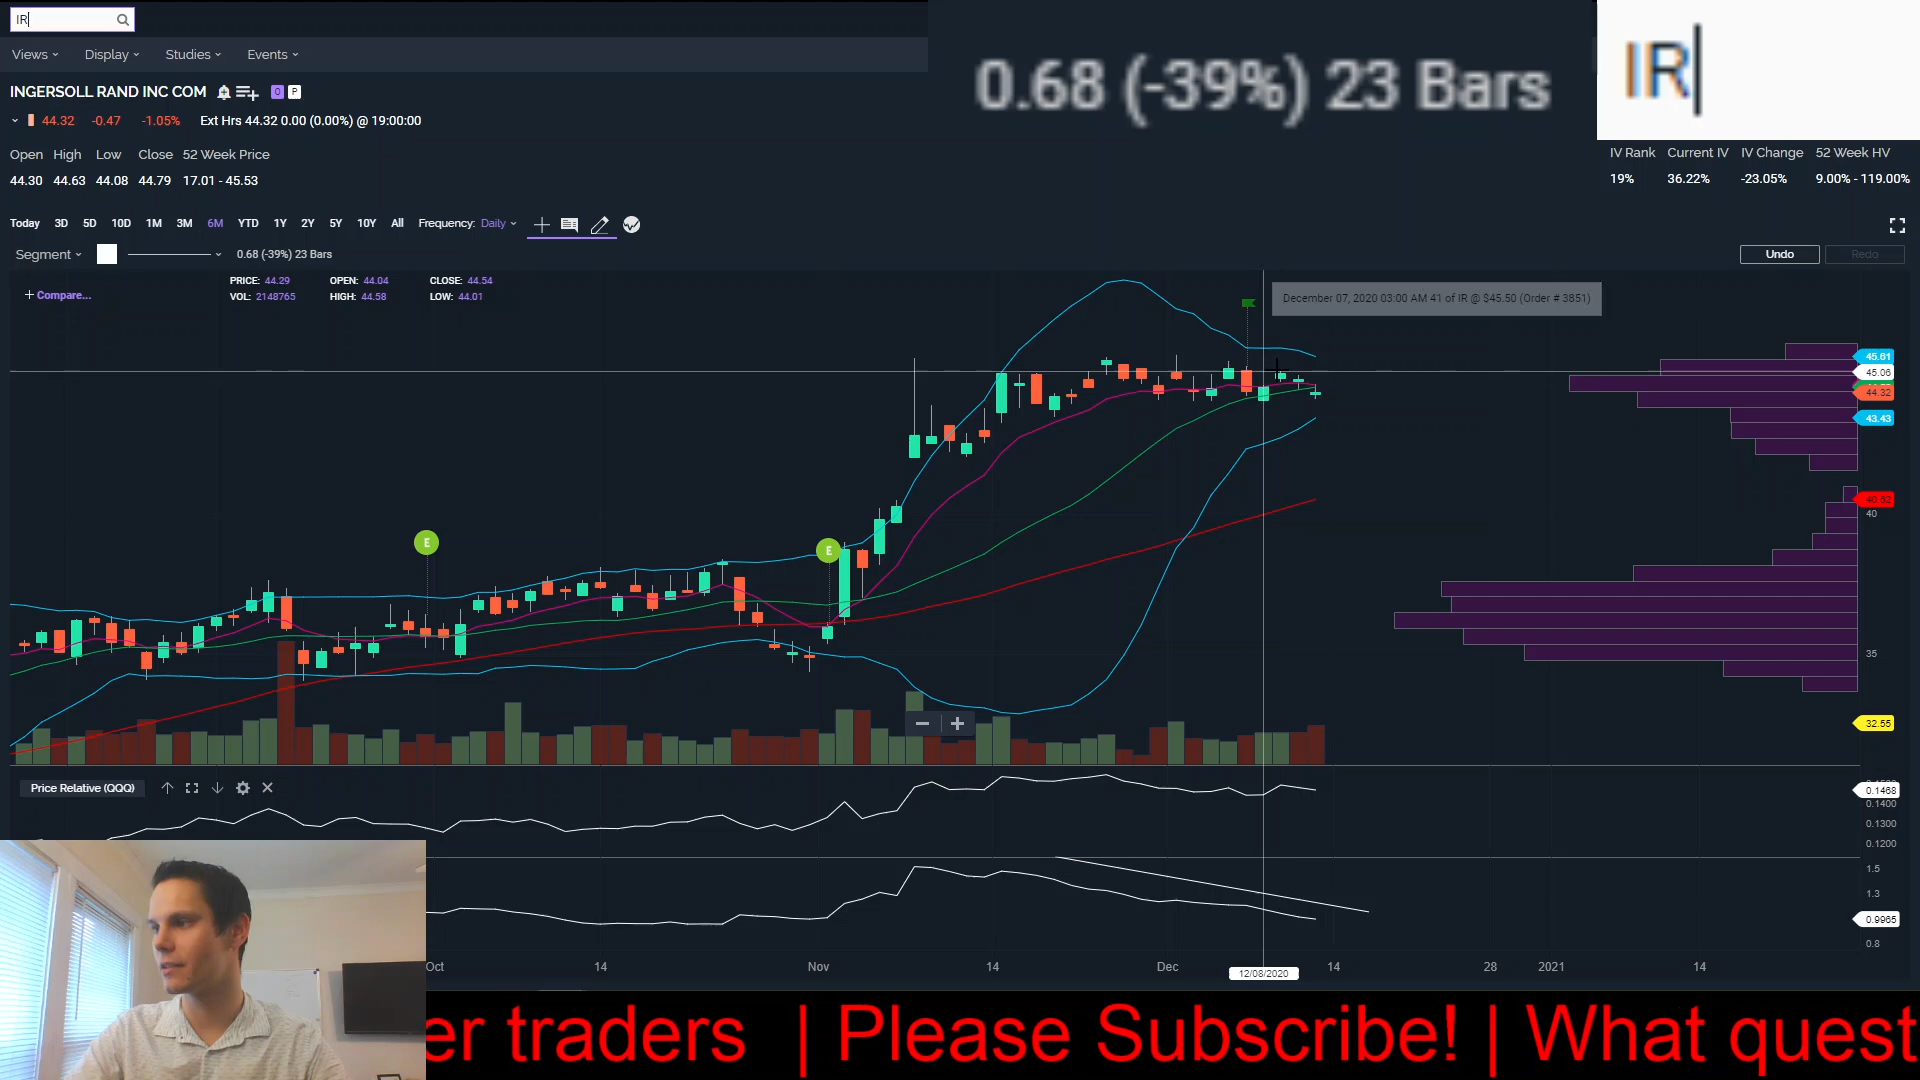 IR
0.68 (-39%) 23 Bars
IR
Views Display Studies Events
INGERSOLL RAND INC COM O P
44.32 -0.47 -1.05% Ext Hrs 44.32 0.00 (0.00%) @ 19:00:00
Open High Low Close 52 Week Price
44.30 44.63 44.08 44.79 17.01 - 45.53
IV Rank Current IV IV Change 52 Week HV
19% 36.22% -23.05% 9.00% - 119.00%
Today 3D 5D 10D 1M 3M 6M YTD 1Y 2Y 5Y 10Y All Frequency: Daily
Segment 0.68 (-39%) 23 Bars Undo Redo
PRICE: 44.29 OPEN: 44.04 CLOSE: 44.54
VOL: 2148765 HIGH: 44.58 LOW: 44.01
+ Compare...
December 07, 2020 03:00 AM 41 of IR @ $45.50 (Order # 3851)
45.61
45.06
44.32
43.43
40.52
40
E
E
35
32.55
Price Relative (QQQ)
0.1468
0.1400
0.1300
0.1200
1.5
1.3
0.9965
0.8
Oct 14 Nov 14 Dec 14 28 2021 14
12/08/2020
er traders | Please Subscribe! | What quest